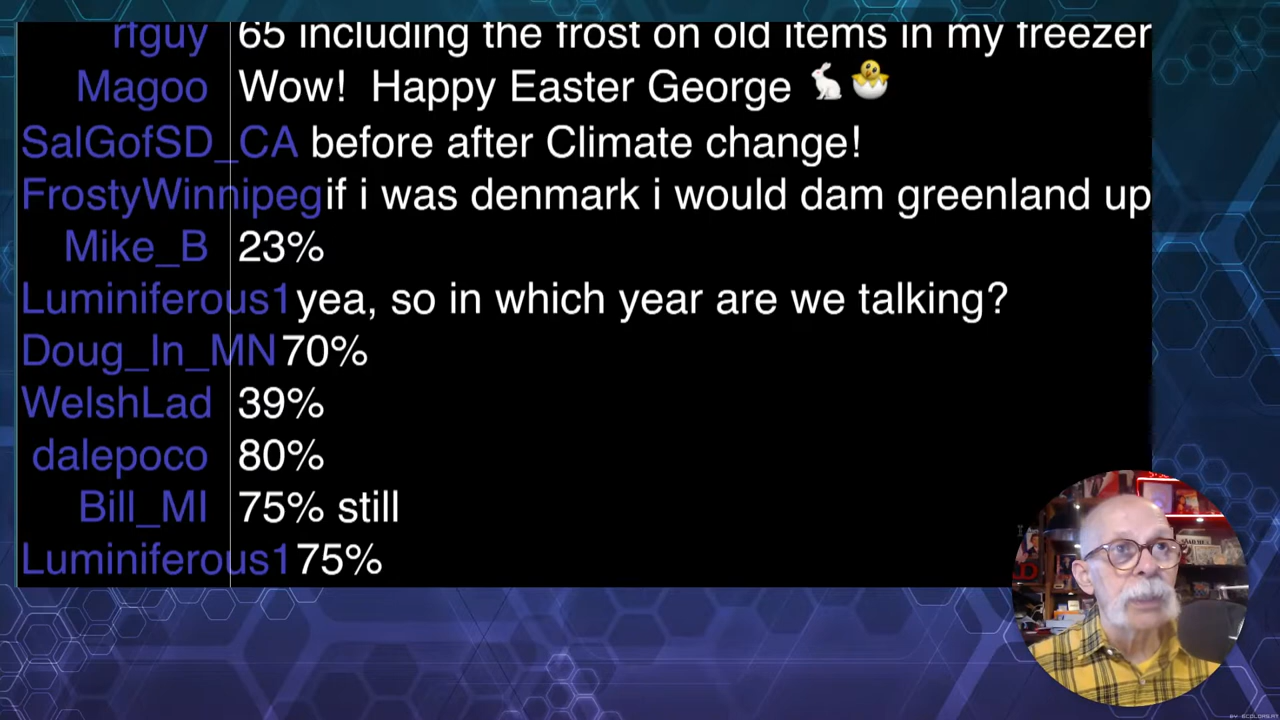 rfguy 65 including the frost on old items in my freezer
Magoo Wow!  Happy Easter George 🐇🐣
SalGofSD_CA before after Climate change!
FrostyWinnipeg if i was denmark i would dam greenland up
Mike_B 23%
Luminiferous1 yea, so in which year are we talking?
Doug_In_MN 70%
WelshLad 39%
dalepoco 80%
Bill_MI 75% still
Luminiferous1 75%